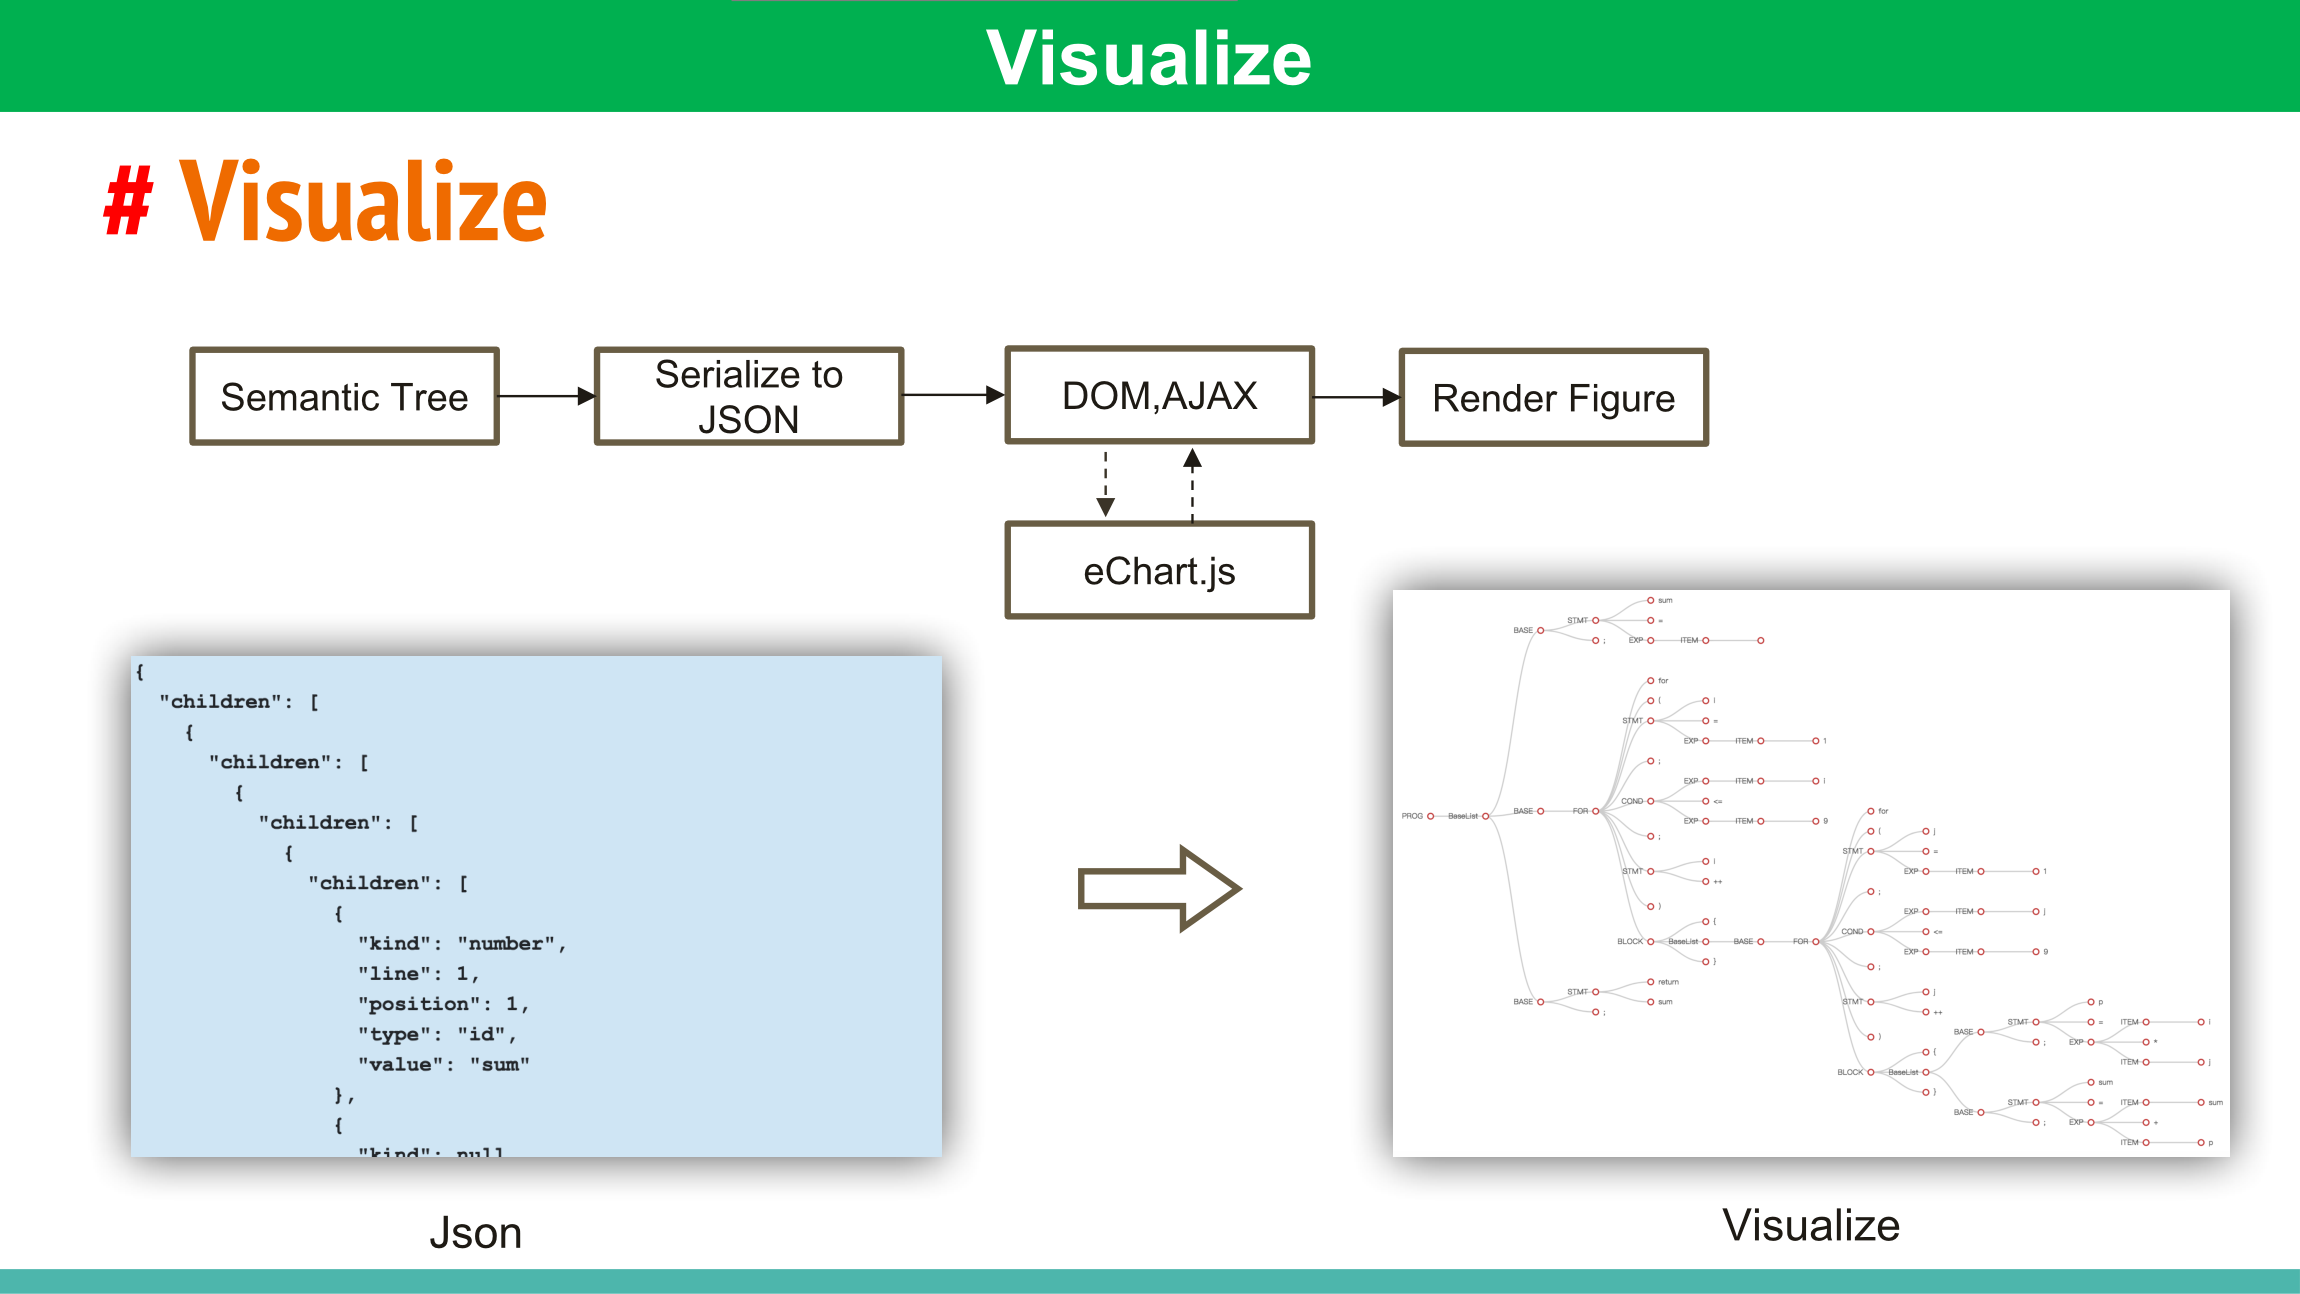 Visualize
# Visualize
Semantic Tree
Serialize to
JSON
DOM,AJAX
Render Figure
eChart.js
{
"children": [
{
"children": [
{
"children": [
{
"children": [
{
"kind": "number",
"line": 1,
"position": 1,
"type": "id",
"value": "sum"
},
{
"kind": null
Json
sum
STMT
=
BASE
;
EXP
ITEM
for
(
STMT
=
EXP
ITEM
1
;
EXP
ITEM
COND
<=
EXP
ITEM
9
PROG
BaseList
BASE
FOR
;
STMT
++
)
{
BLOCK
BaseList
BASE
FOR
}
return
STMT
sum
BASE
;
for
(
j
STMT
=
EXP
ITEM
1
;
EXP
ITEM
j
COND
<=
EXP
ITEM
9
;
j
STMT
++
)
{
BLOCK
BaseList
}
p
STMT
=
ITEM
BASE
;
EXP
*
ITEM
j
sum
STMT
=
ITEM
sum
BASE
;
EXP
+
ITEM
p
Visualize